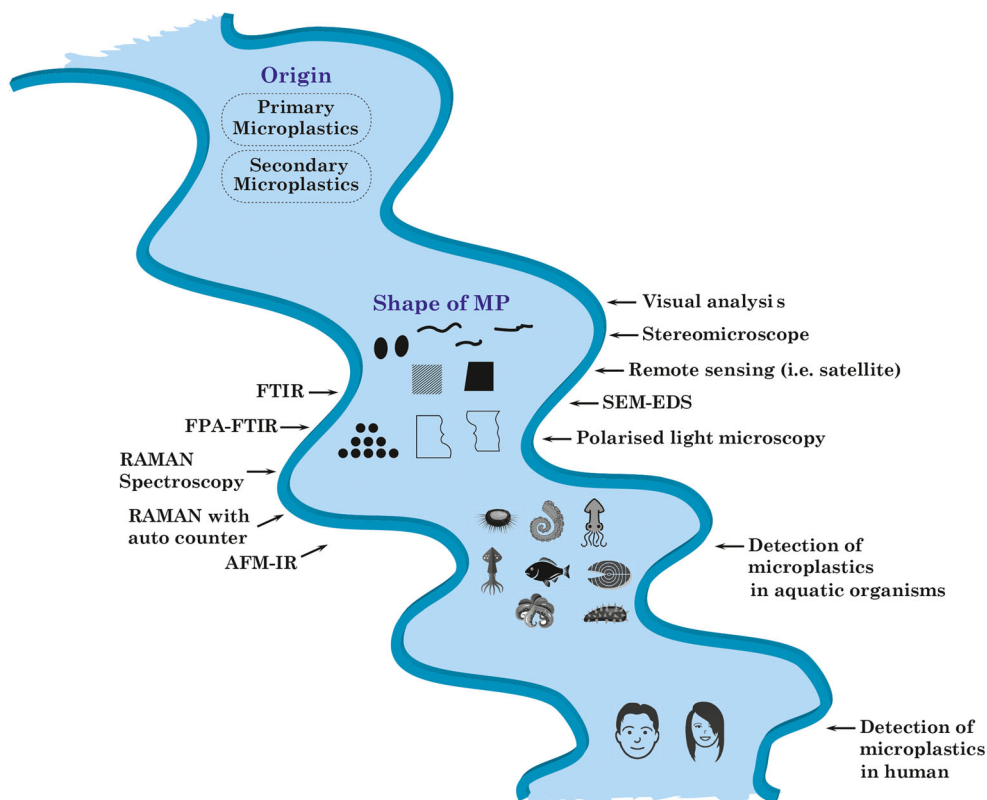 Origin
Primary
Microplastics
Secondary
Microplastics
Shape of MP
Visual analysis
Stereomicroscope
Remote sensing (i.e. satellite)
SEM-EDS
Polarised light microscopy
FTIR
FPA-FTIR
RAMAN
Spectroscopy
RAMAN with
auto counter
AFM-IR
Detection of
microplastics
in aquatic organisms
Detection of
microplastics
in human